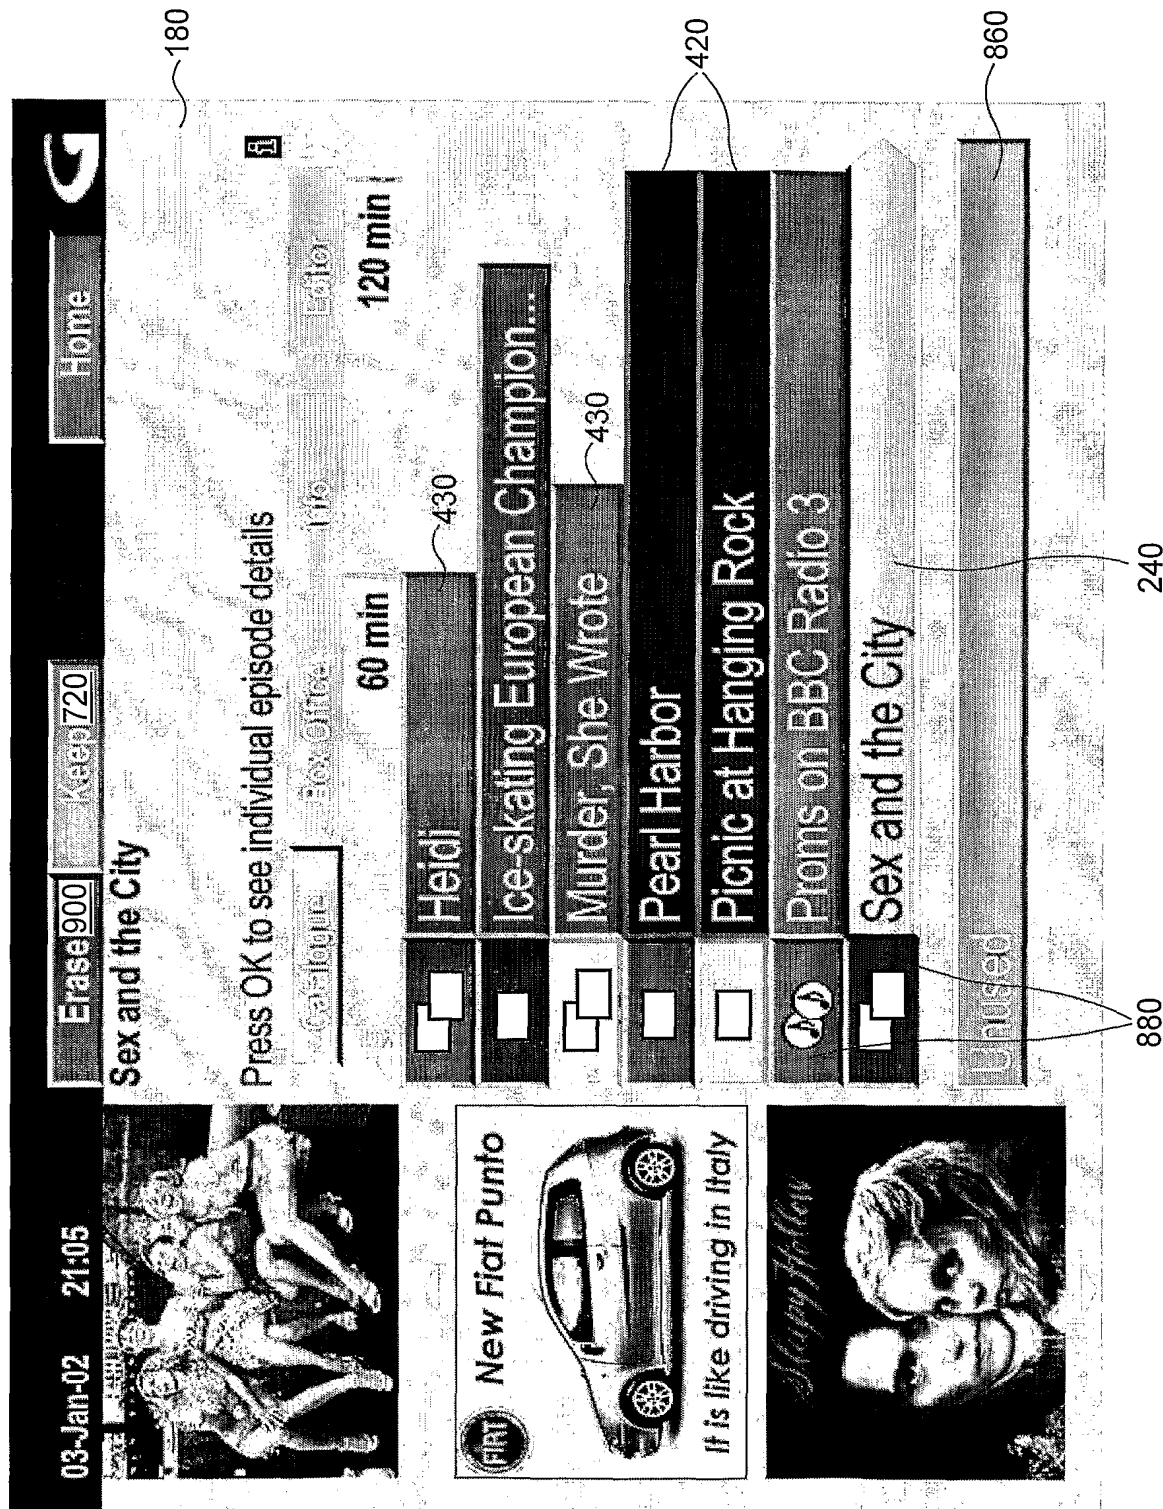 03-Jan-02 21:05 Erase 900 Keep 720 Home
Sex and the City
180
Press OK to see individual episode details
i
Catalogue Box Office Info Editor
60 min 120 min
Heidi
430
Ice-skating European Champion...
Murder, She Wrote
430
Pearl Harbor
420
Picnic at Hanging Rock
Proms on BBC Radio 3
Sex and the City
Unused
860
880
240
New Fiat Punto
It is like driving in Italy